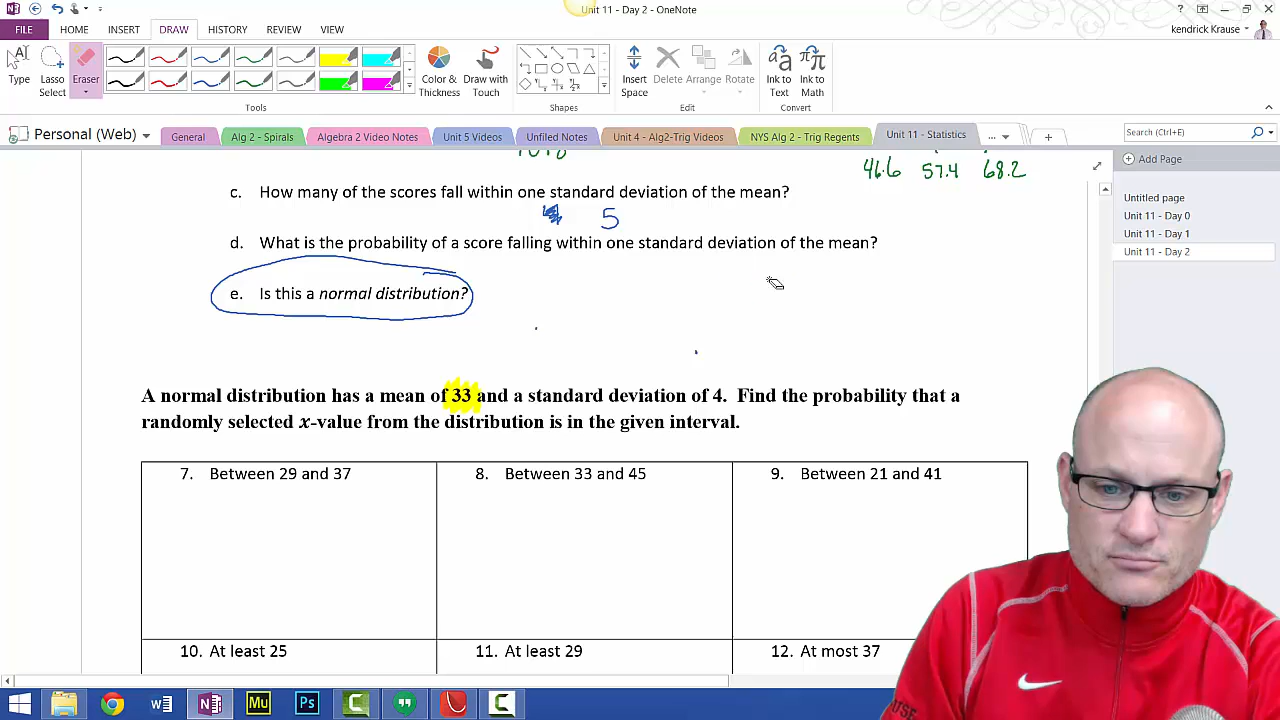 Unit 11 - Day 2 - OneNote
FILE HOME INSERT DRAW HISTORY REVIEW VIEW
kendrick Krause
Type
Lasso Select
Eraser
Color & Thickness
Draw with Touch
Insert Space
Delete
Arrange
Rotate
Ink to Text
Ink to Math
Tools
Shapes
Edit
Convert
Personal (Web)
General
Alg 2 - Spirals
Algebra 2 Video Notes
Unit 5 Videos
Unfiled Notes
Unit 4 - Alg2-Trig Videos
NYS Alg 2 - Trig Regents
Unit 11 - Statistics
...
Search (Ctrl+E)
Add Page
Untitled page
Unit 11 - Day 0
Unit 11 - Day 1
Unit 11 - Day 2
46.6 57.4 68.2
c. How many of the scores fall within one standard deviation of the mean?
5
d. What is the probability of a score falling within one standard deviation of the mean?
e. Is this a normal distribution?
A normal distribution has a mean of 33 and a standard deviation of 4. Find the probability that a
randomly selected x-value from the distribution is in the given interval.
7. Between 29 and 37
8. Between 33 and 45
9. Between 21 and 41
10. At least 25
11. At least 29
12. At most 37
Mu
Ps